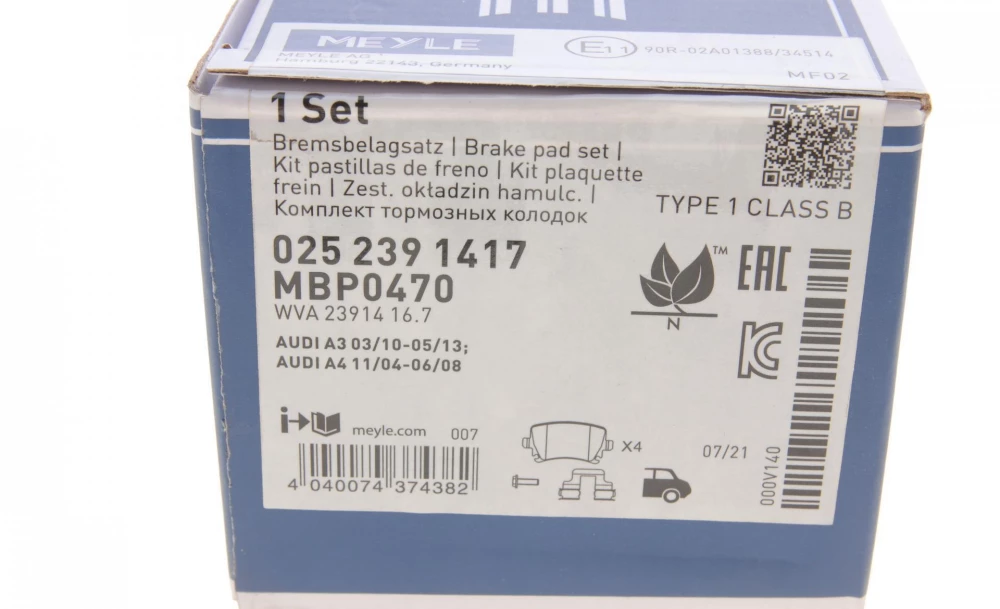 MEYLE
MEYLE AG
Hamburg 22143, Germany
E11 90R-02A01388/34514
MF02
1 Set
Bremsbelagsatz | Brake pad set |
Kit pastillas de freno | Kit plaquette
frein | Zest. okładzin hamulc. |
Комплект тормозных колодок
TYPE 1 CLASS B
025 239 1417
MBP0470
WVA 23914 16.7
AUDI A3 03/10-05/13;
AUDI A4 11/04-06/08
TM
N
EAC
KC
i
meyle.com 007
4 040074 374382
X4
07/21
000V140